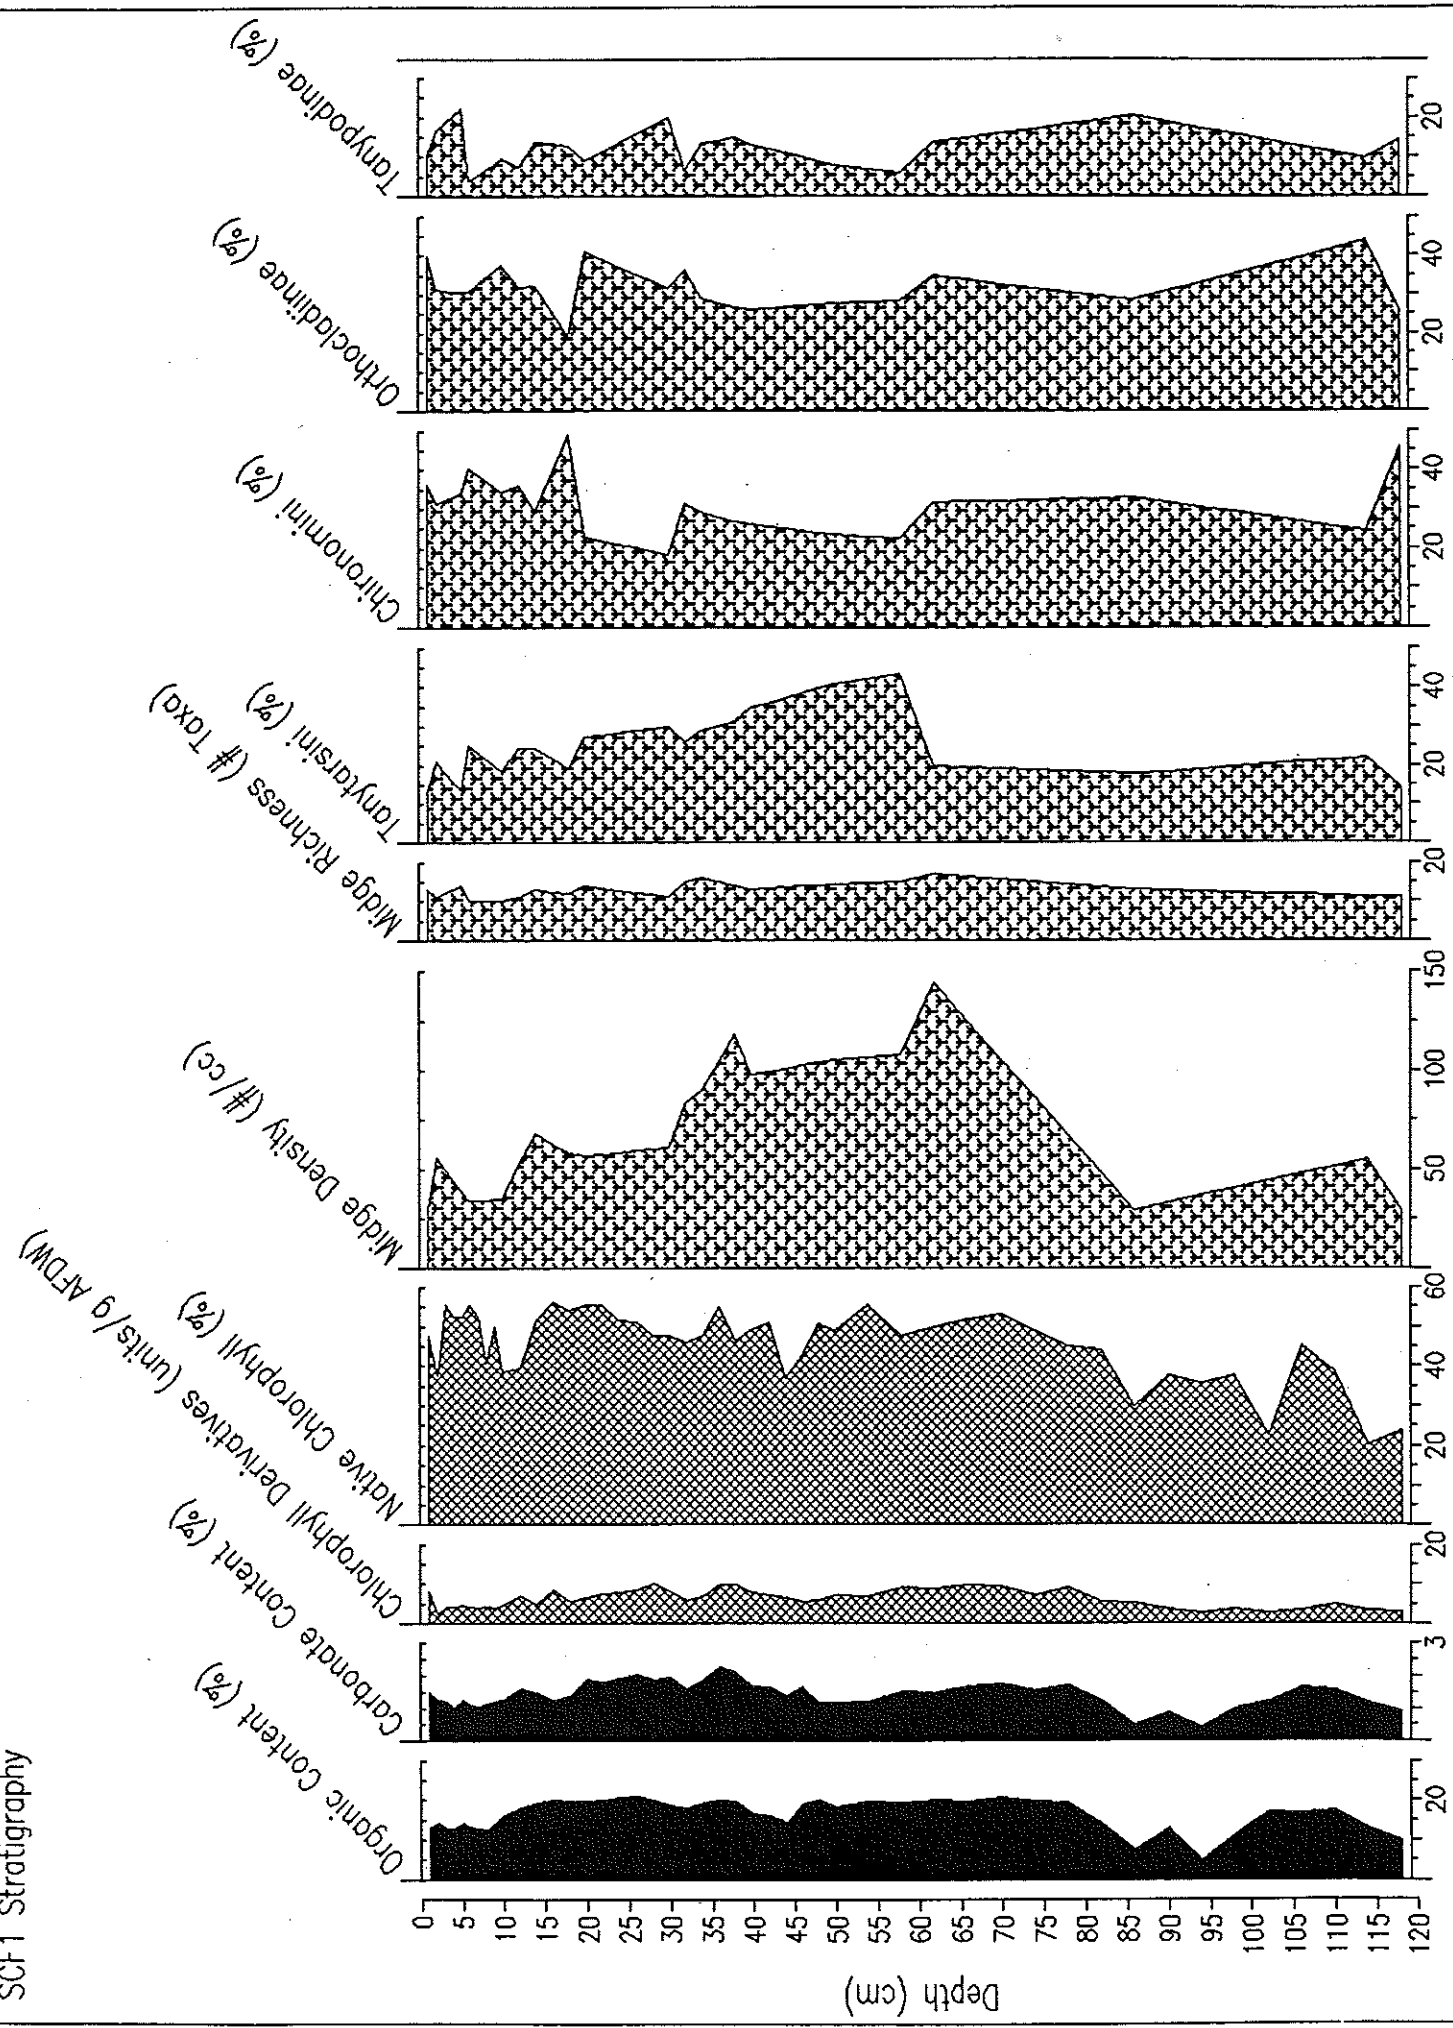 SCF1 Stratigraphy
Organic Content (%)
Carbonate Content (%)
Chlorophyll Derivatives (units/g AFDW)
Native Chlorophyll (%)
Midge Density (#/cc)
Midge Richness (# Taxa)
Tanytarsini (%)
Chironomini (%)
Orthocladiinae (%)
Tanypodinae (%)
Depth (cm)
0
5
10
15
20
25
30
35
40
45
50
55
60
65
70
75
80
85
90
95
100
105
110
115
120
20
3
20
20 40 60
50 100 150
20
20 40
20 40
20 40
20